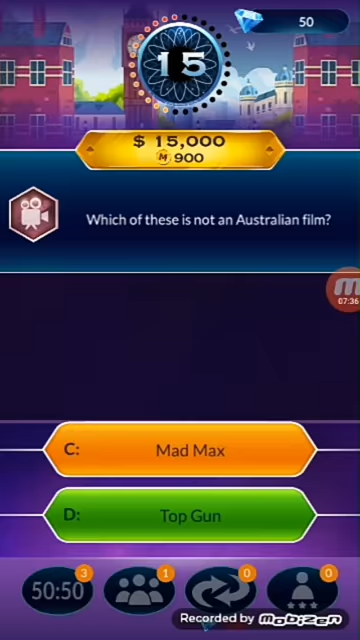 50
15
$ 15,000
M 900
Which of these is not an Australian film?
07:36
C: Mad Max
D: Top Gun
50:50 3 1 0 0
Recorded by MOBIZEN